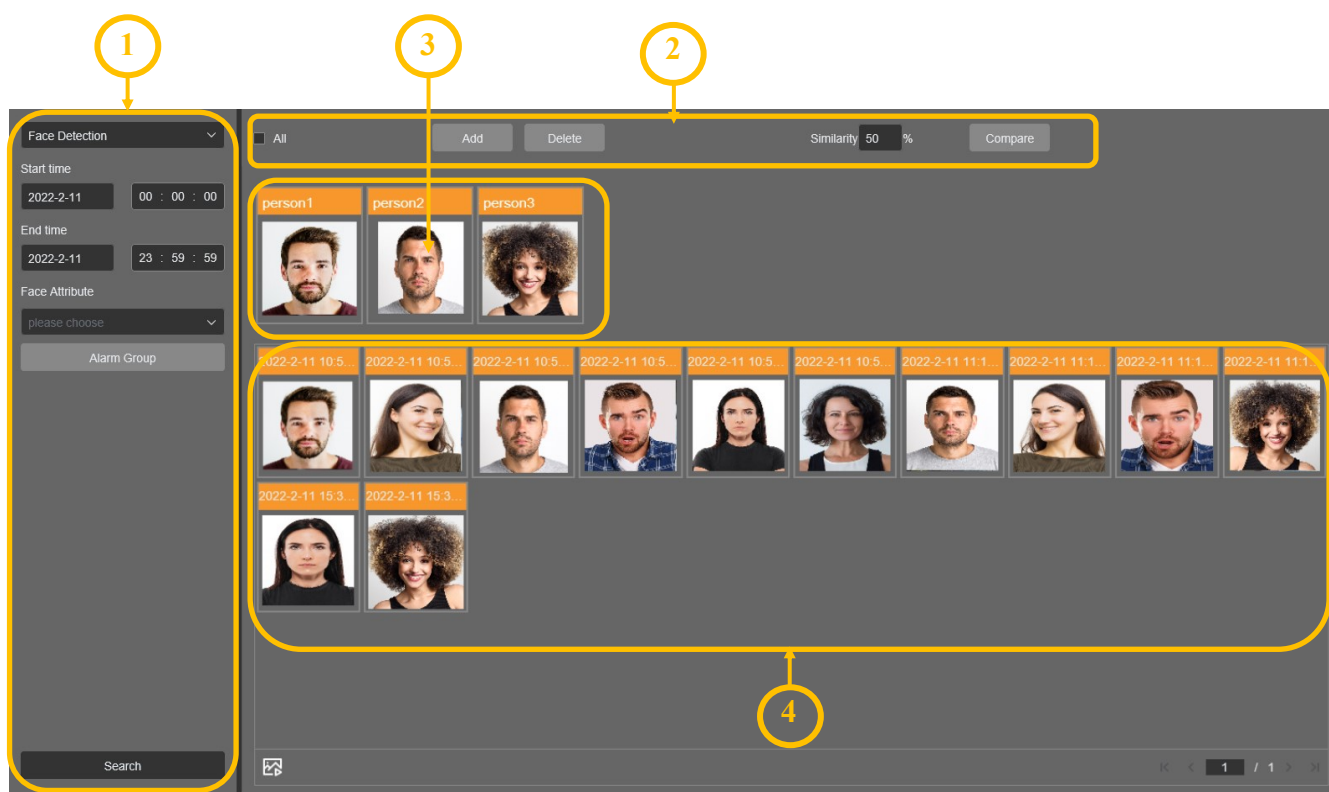 1
3
2
Face Detection
All
Add
Delete
Similarity 50 %
Compare
Start time
2022-2-11
00 : 00 : 00
person1
person2
person3
End time
2022-2-11
23 : 59 : 59
Face Attribute
please choose
Alarm Group
2022-2-11 10:5...
2022-2-11 10:5...
2022-2-11 10:5...
2022-2-11 10:5...
2022-2-11 10:5...
2022-2-11 10:5...
2022-2-11 11:1...
2022-2-11 11:1...
2022-2-11 11:1...
2022-2-11 11:1...
2022-2-11 15:3...
2022-2-11 15:3...
4
Search
1 / 1